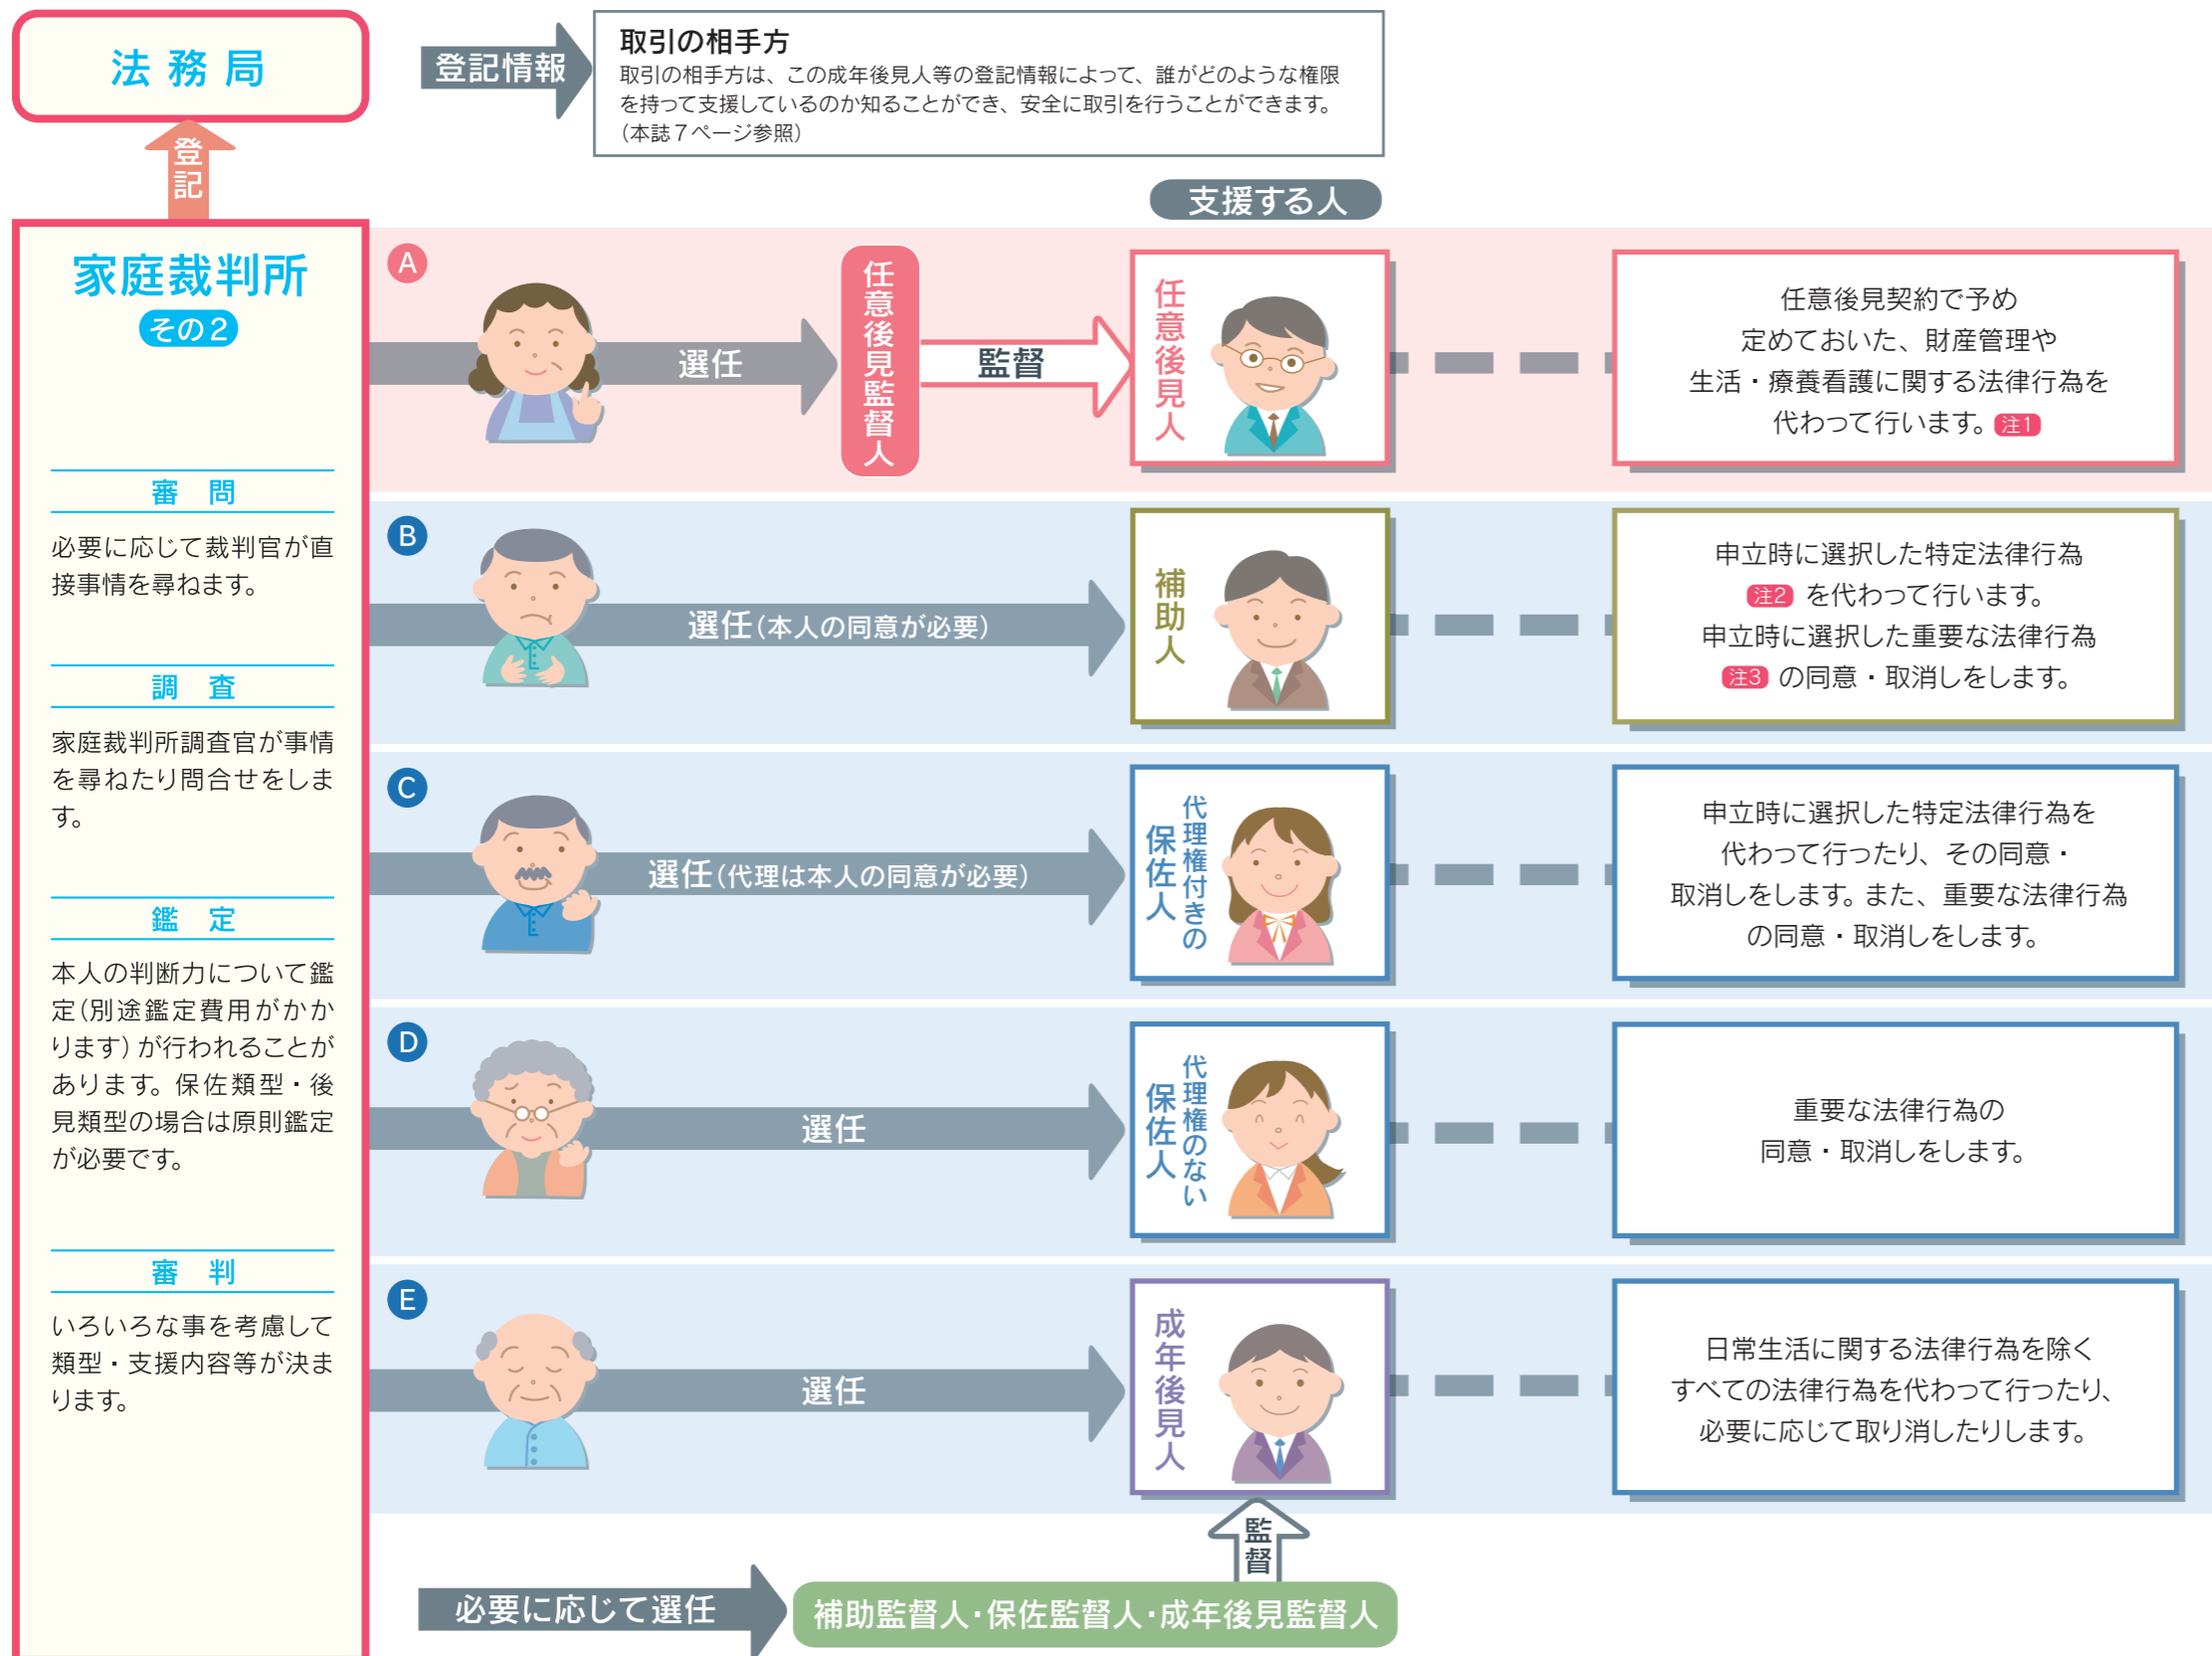 法務局
登記
登記情報
取引の相手方
取引の相手方は、この成年後見人等の登記情報によって、誰がどのような権限
を持って支援しているのか知ることができ、安全に取引を行うことができます。
（本誌７ページ参照）
支援する人
家庭裁判所
その２
審　問
必要に応じて裁判官が直
接事情を尋ねます。
調　査
家庭裁判所調査官が事情
を尋ねたり問合せをしま
す。
鑑　定
本人の判断力について鑑
定（別途鑑定費用がかか
ります）が行われることが
あります。保佐類型・後
見類型の場合は原則鑑定
が必要です。
審　判
いろいろな事を考慮して
類型・支援内容等が決ま
ります。
A
選任
任意後見監督人
監督
任意後見人
任意後見契約で予め
定めておいた、財産管理や
生活・療養看護に関する法律行為を
代わって行います。注1
B
選任（本人の同意が必要）
補助人
申立時に選択した特定法律行為
注2 を代わって行います。
申立時に選択した重要な法律行為
注3 の同意・取消しをします。
C
選任（代理は本人の同意が必要）
代理権付きの
保佐人
申立時に選択した特定法律行為を
代わって行ったり、その同意・
取消しをします。また、重要な法律行為
の同意・取消しをします。
D
選任
代理権のない
保佐人
重要な法律行為の
同意・取消しをします。
E
選任
成年後見人
日常生活に関する法律行為を除く
すべての法律行為を代わって行ったり、
必要に応じて取り消したりします。
監督
必要に応じて選任
補助監督人・保佐監督人・成年後見監督人